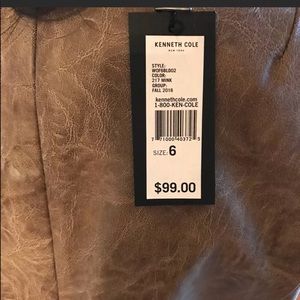 KENNETH COLE
NEW YORK
STYLE:
COLOR:
217 MINK
GROUP:
FALL 2016
kennethcole.com
1-800-KEN-COLE
SIZE: 6
$99.00